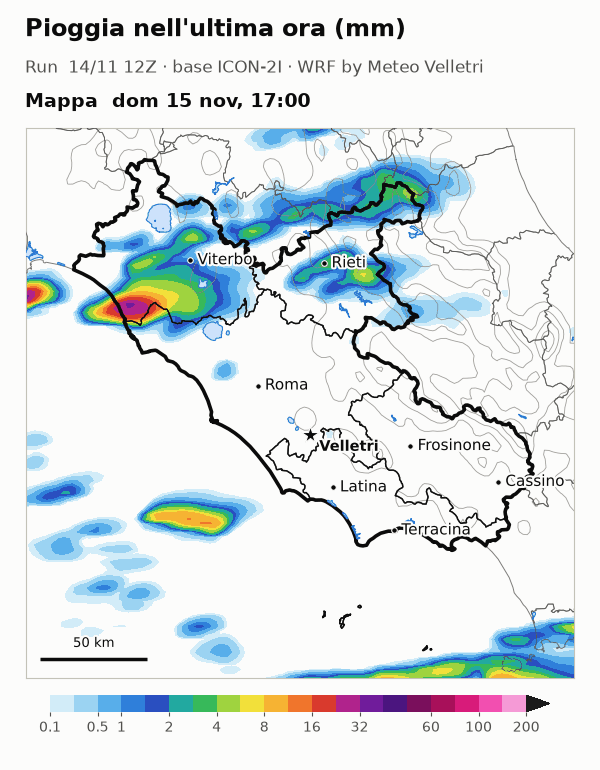 Pioggia nell'ultima ora (mm)
Run  14/11 12Z · base ICON-2I · WRF by Meteo Velletri
Mappa  dom 15 nov, 17:00
Viterbo
Rieti
Roma
Velletri
Frosinone
Latina
Cassino
Terracina
50 km
0.1 0.5 1 2 4 8 16 32 60 100 200